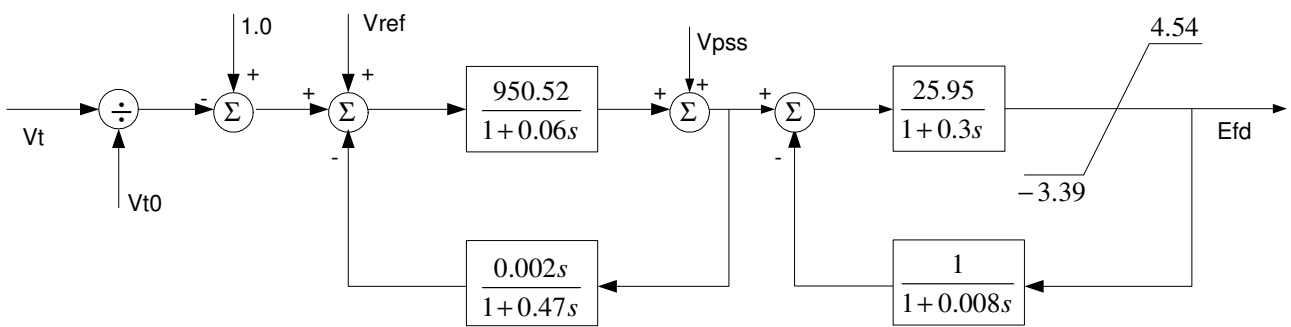 1.0
Vref
Vpss
4.54
+
+
+
950.52
1+0.06s
25.95
1+0.3s
-
+
Σ
+
Σ
+
Σ
+
Σ
÷
Vt
Efd
-
-
−3.39
Vt0
0.002s
1+0.47s
1
1+0.008s